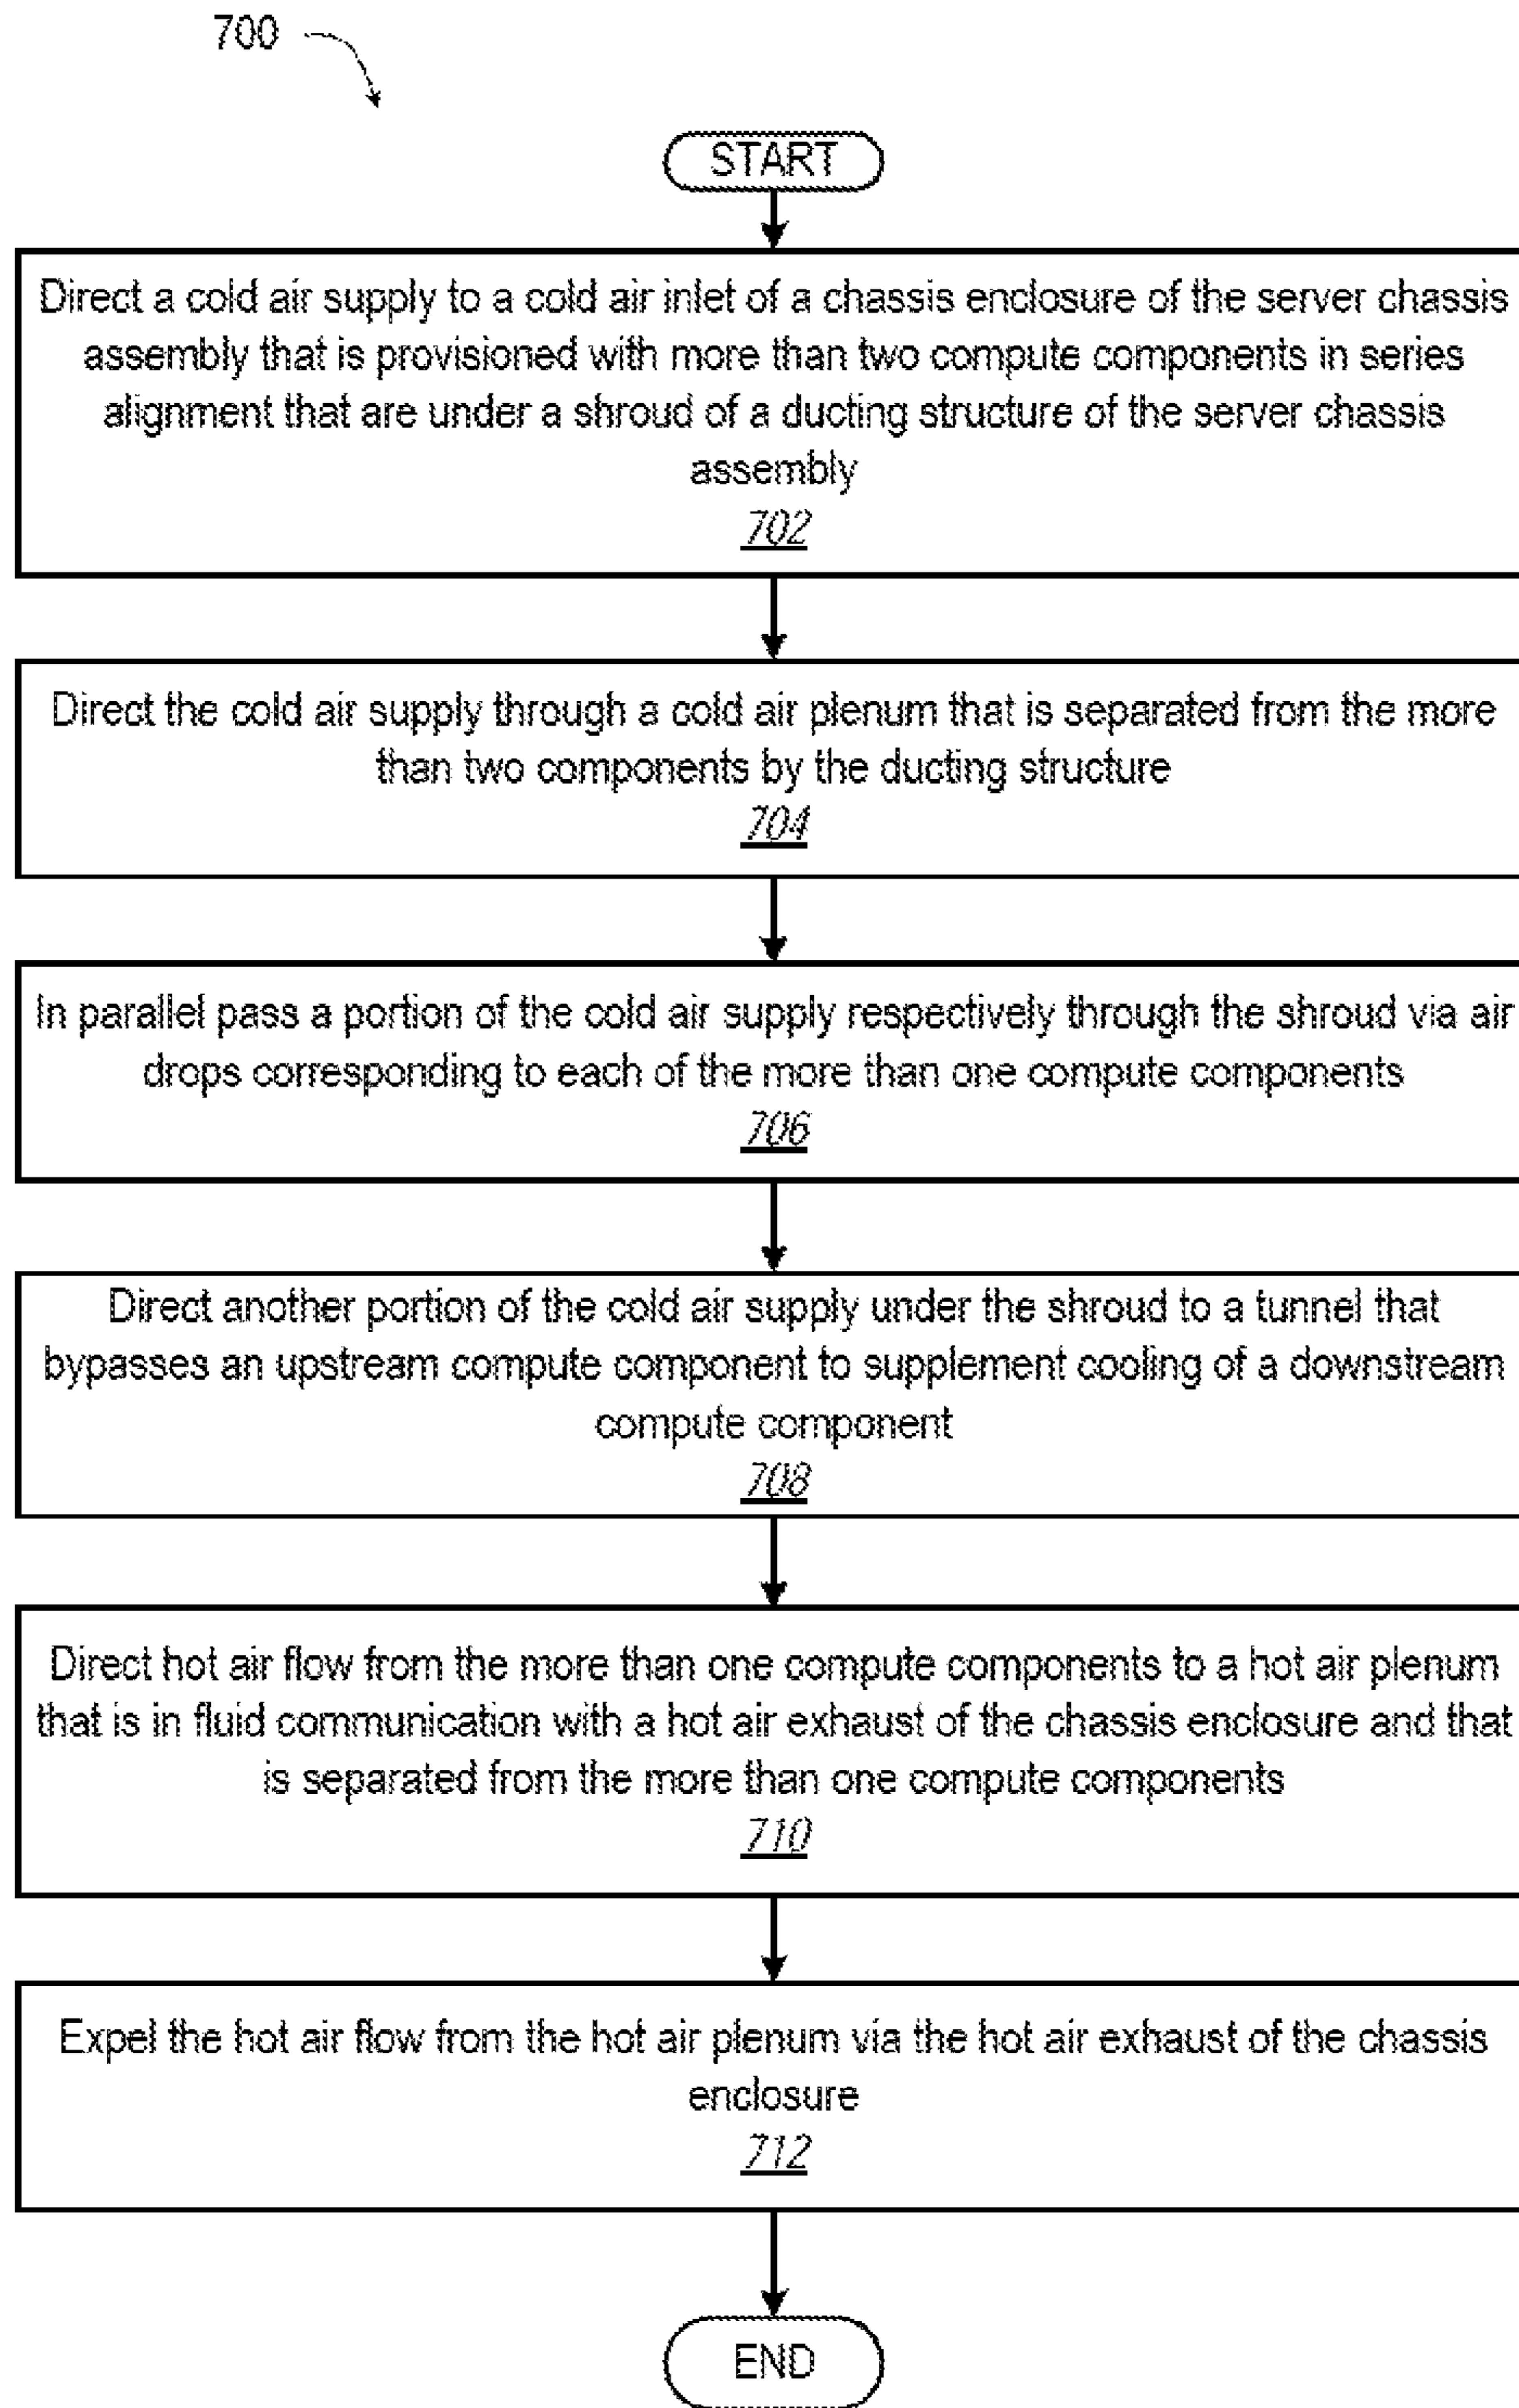 700
START
Direct a cold air supply to a cold air inlet of a chassis enclosure of the server chassis
assembly that is provisioned with more than two compute components in series
alignment that are under a shroud of a ducting structure of the server chassis
assembly
702
Direct the cold air supply through a cold air plenum that is separated from the more
than two components by the ducting structure
704
In parallel pass a portion of the cold air supply respectively through the shroud via air
drops corresponding to each of the more than one compute components
706
Direct another portion of the cold air supply under the shroud to a tunnel that
bypasses an upstream compute component to supplement cooling of a downstream
compute component
708
Direct hot air flow from the more than one compute components to a hot air plenum
that is in fluid communication with a hot air exhaust of the chassis enclosure and that
is separated from the more than one compute components
710
Expel the hot air flow from the hot air plenum via the hot air exhaust of the chassis
enclosure
712
END